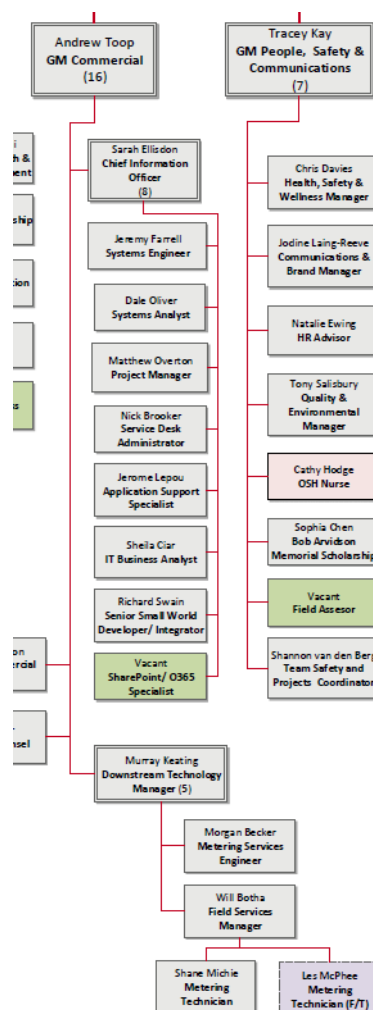 Andrew Toop
GM Commercial
(16)
Tracey Kay
GM People, Safety &
Communications
(7)
Sarah Ellisdon
Chief Information
Officer
(8)
Jeremy Farrell
Systems Engineer
Dale Oliver
Systems Analyst
Matthew Overton
Project Manager
Nick Brooker
Service Desk
Administrator
Jerome Lepou
Application Support
Specialist
Sheila Ciar
IT Business Analyst
Richard Swain
Senior Small World
Developer/ Integrator
Vacant
SharePoint/ O365
Specialist
Chris Davies
Health, Safety &
Wellness Manager
Jodine Laing-Reeve
Communications &
Brand Manager
Natalie Ewing
HR Advisor
Tony Salisbury
Quality &
Environmental
Manager
Cathy Hodge
OSH Nurse
Sophia Chen
Bob Arvidson
Memorial Scholarship
Vacant
Field Assesor
Shannon van den Berg
Team Safety and
Projects Coordinator
Murray Keating
Downstream Technology
Manager (5)
Morgan Becker
Metering Services
Engineer
Will Botha
Field Services
Manager
Shane Michie
Metering
Technician
Les McPhee
Metering
Technician (F/T)